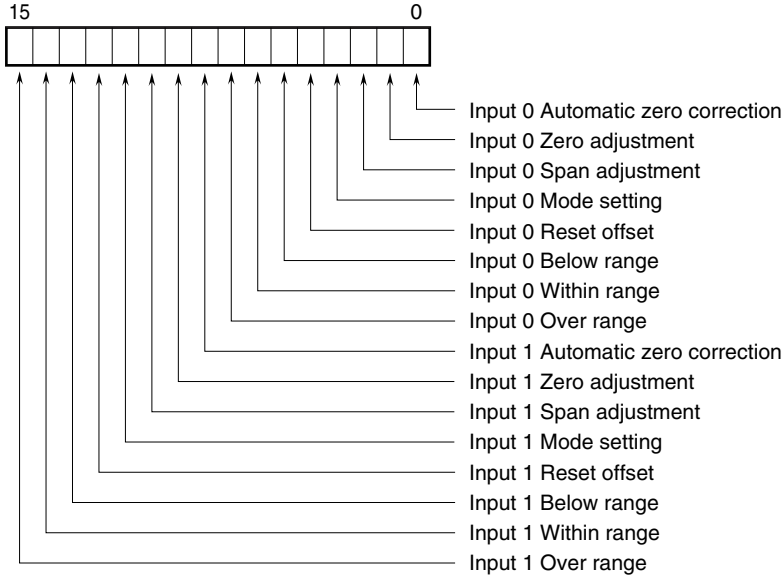 15 0
Input 0 Automatic zero correction
Input 0 Zero adjustment
Input 0 Span adjustment
Input 0 Mode setting
Input 0 Reset offset
Input 0 Below range
Input 0 Within range
Input 0 Over range
Input 1 Automatic zero correction
Input 1 Zero adjustment
Input 1 Span adjustment
Input 1 Mode setting
Input 1 Reset offset
Input 1 Below range
Input 1 Within range
Input 1 Over range